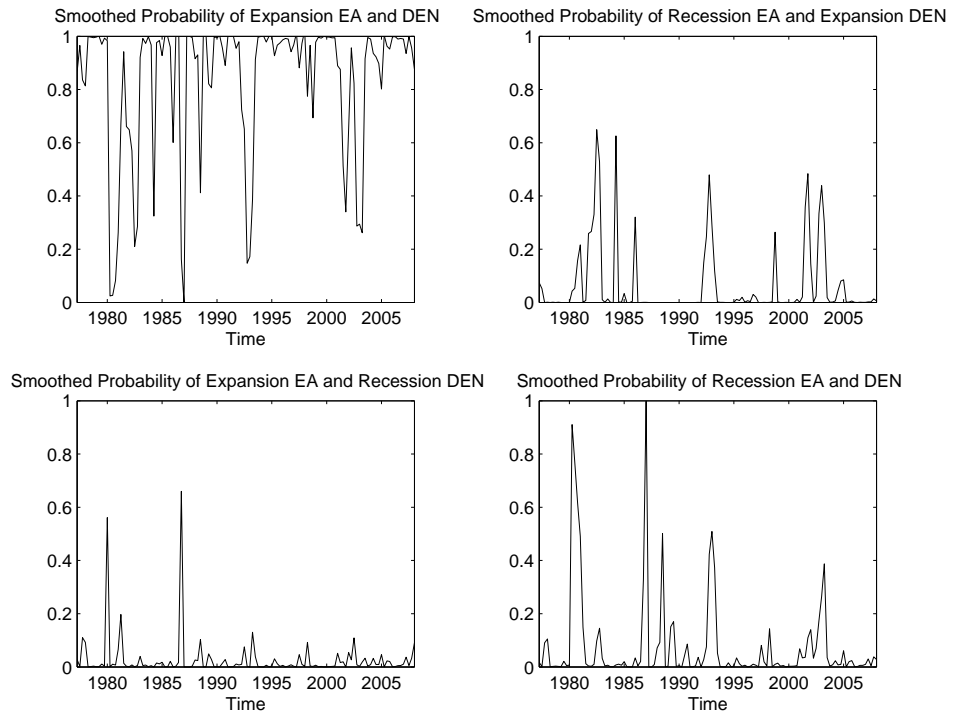 Smoothed Probability of Expansion EA and DEN
1
0.8
0.6
0.4
0.2
0
1980 1985 1990 1995 2000 2005
Time
Smoothed Probability of Recession EA and Expansion DEN
1
0.8
0.6
0.4
0.2
0
1980 1985 1990 1995 2000 2005
Time
Smoothed Probability of Expansion EA and Recession DEN
1
0.8
0.6
0.4
0.2
0
1980 1985 1990 1995 2000 2005
Time
Smoothed Probability of Recession EA and DEN
1
0.8
0.6
0.4
0.2
0
1980 1985 1990 1995 2000 2005
Time